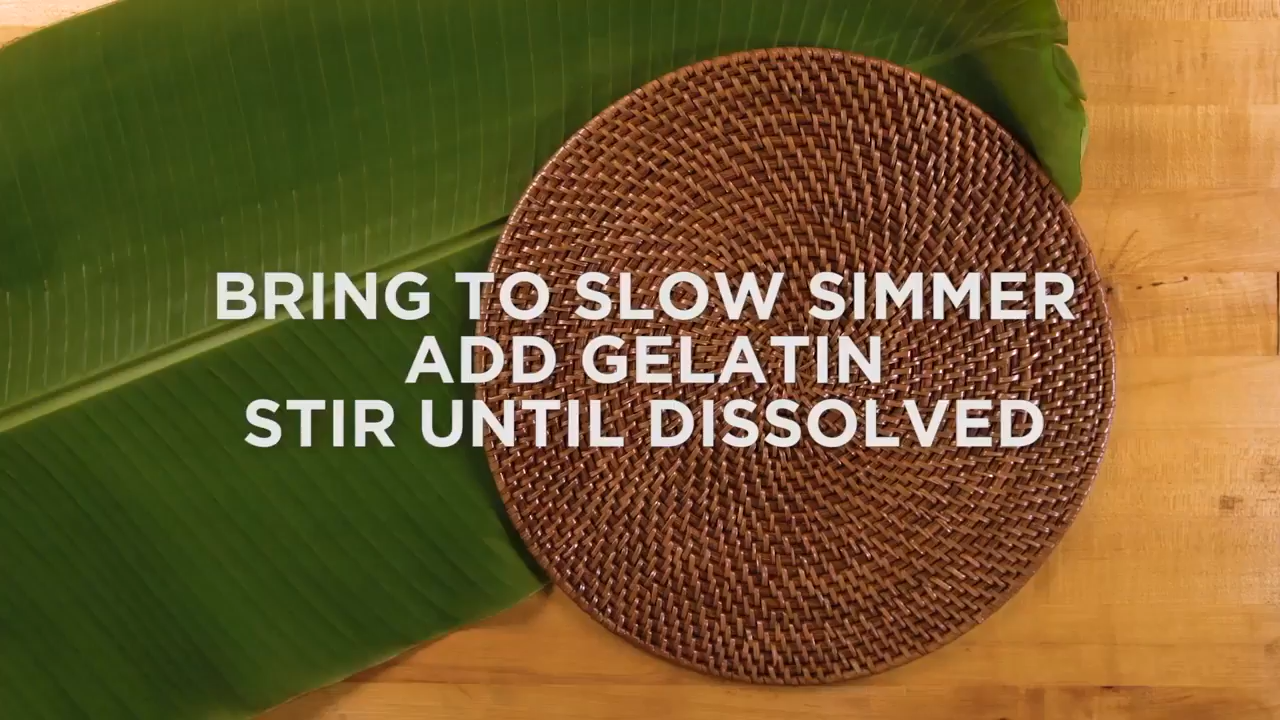 BRING TO SLOW SIMMER
ADD GELATIN
STIR UNTIL DISSOLVED